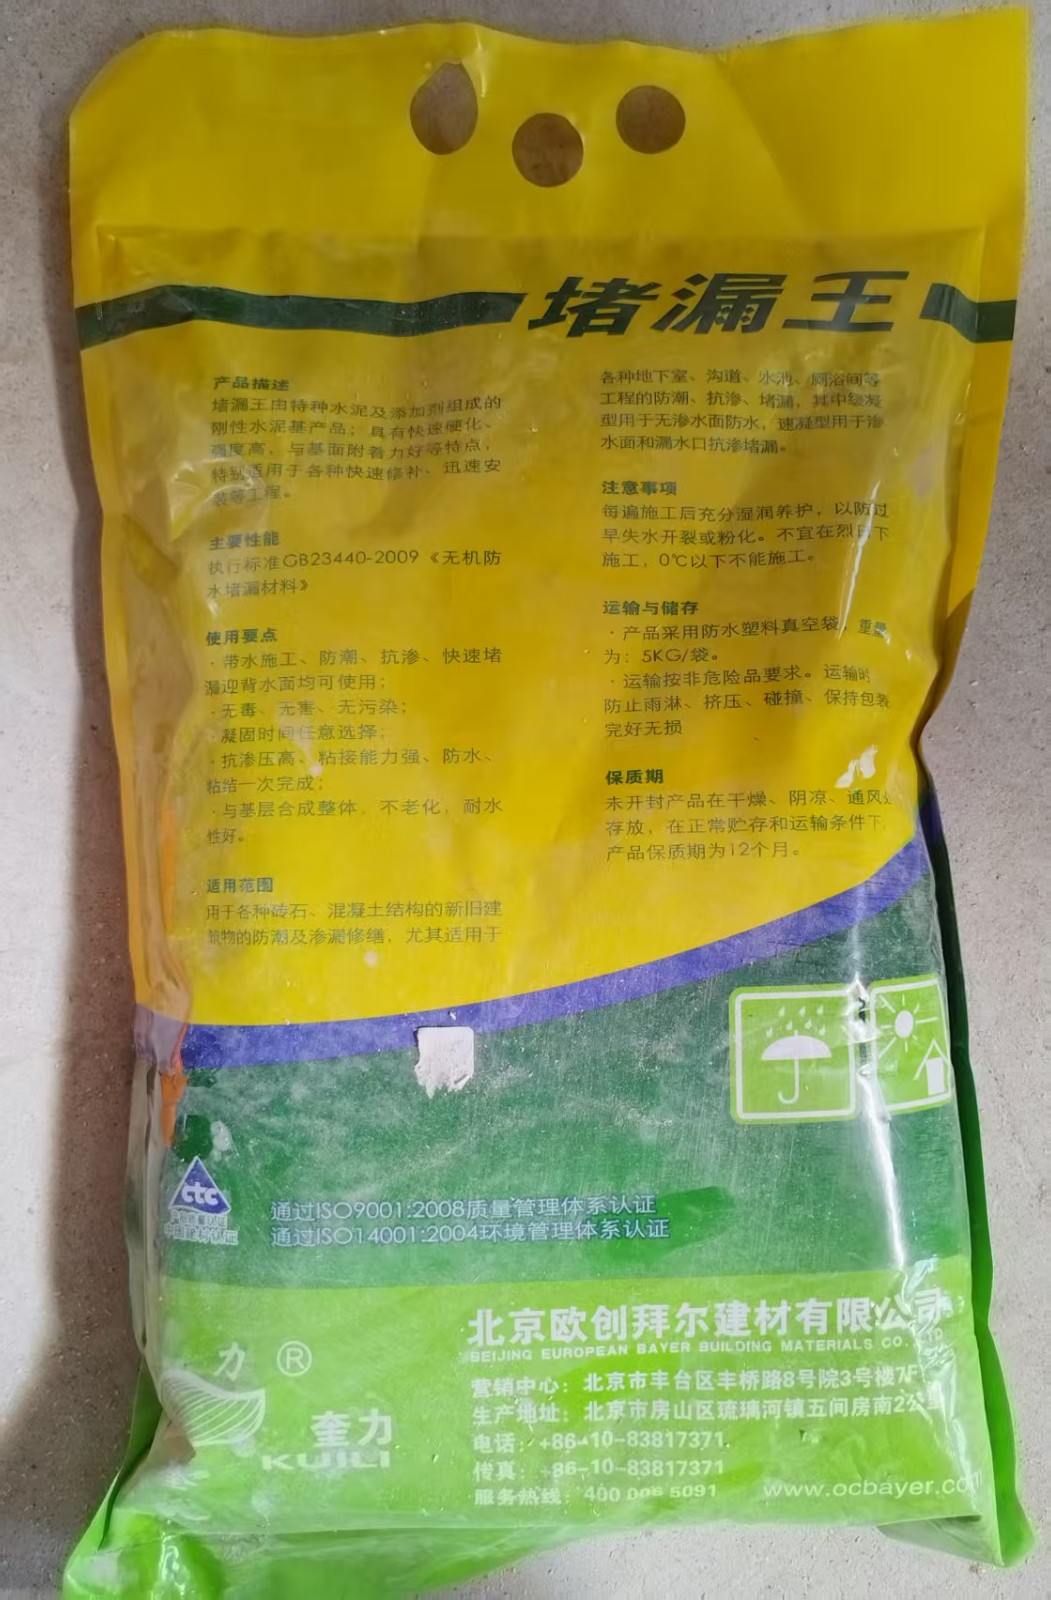 堵漏王
产品描述
堵漏王由特种水泥及添加剂组成的
刚性水泥基产品；具有快速硬化、
强度高，与基面附着力好等特点，
特别适用于各种快速修补、迅速安
装等工程。
主要性能
执行标准GB23440-2009《无机防
水堵漏材料》
使用要点
·带水施工、防潮、抗渗、快速堵
漏迎背水面均可使用；
·无毒、无害、无污染；
·凝固时间任意选择；
·抗渗压高、粘接能力强、防水、
粘结一次完成；
·与基层合成整体，不老化，耐水
性好。
适用范围
用于各种砖石、混凝土结构的新旧建
筑物的防潮及渗漏修缮，尤其适用于
各种地下室、沟道、水池、厕浴间等
工程的防潮、抗渗、堵漏，其中缓凝
型用于无渗水面防水，速凝型用于渗
水面和漏水口抗渗堵漏。
注意事项
每遍施工后充分湿润养护，以防过
早失水开裂或粉化。不宜在烈日下
施工，0℃以下不能施工。
运输与储存
·产品采用防水塑料真空袋，重量
为：5KG/袋。
·运输按非危险品要求。运输时
防止雨淋、挤压、碰撞、保持包装
完好无损
保质期
未开封产品在干燥、阴凉、通风处
存放，在正常贮存和运输条件下,
产品保质期为12个月。
ctc
通过ISO9001:2008质量管理体系认证
通过ISO14001:2004环境管理体系认证
北京欧创拜尔建材有限公司
BEIJING EUROPEAN BAYER BUILDING MATERIALS CO. LTD
力 ®
奎力
KUILI
营销中心：北京市丰台区丰桥路8号院3号楼7F
生产地址：北京市房山区琉璃河镇五间房南2公里
电话：+86-10-83817371
传真：+86-10-83817371
服务热线：400 006 5091
www.ocbayer.com